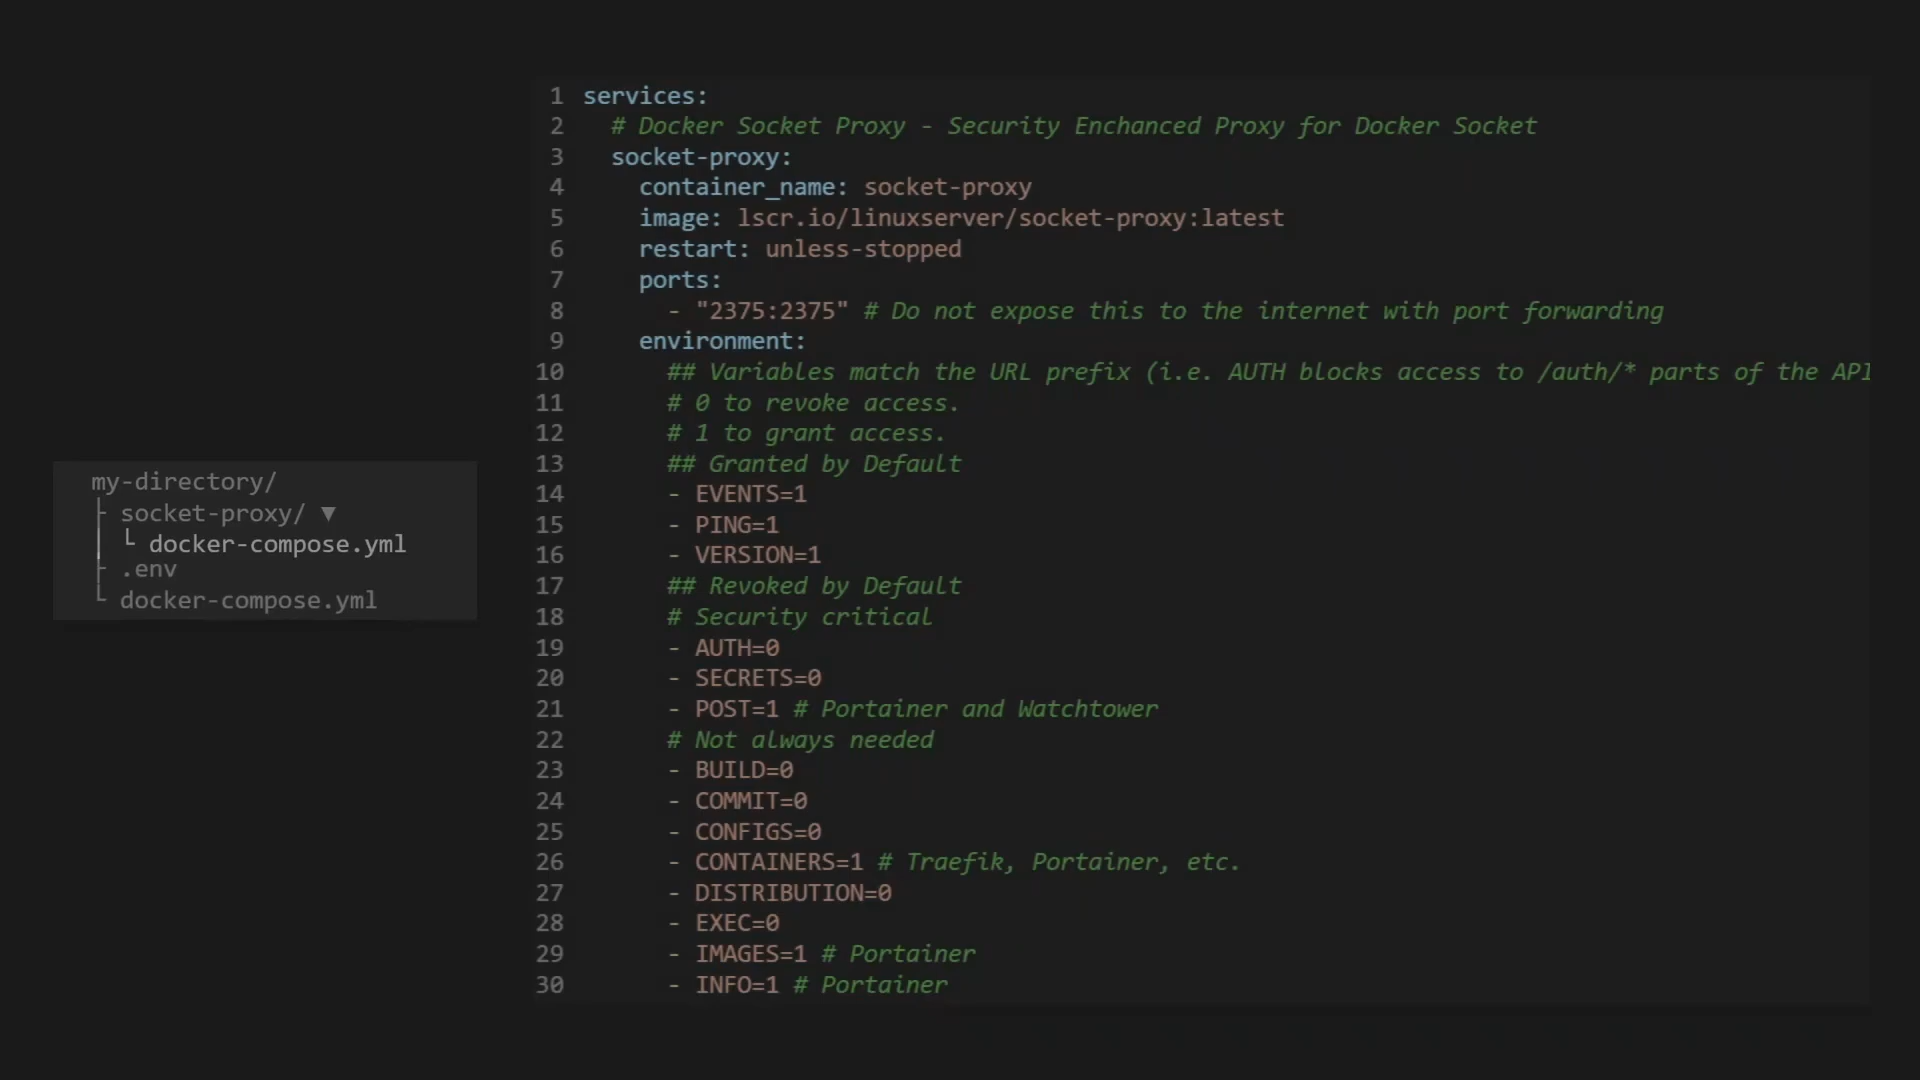 my-directory/
├ socket-proxy/ ▼
│ └ docker-compose.yml
├ .env
└ docker-compose.yml
1 services:
2 # Docker Socket Proxy - Security Enchanced Proxy for Docker Socket
3 socket-proxy:
4 container_name: socket-proxy
5 image: lscr.io/linuxserver/socket-proxy:latest
6 restart: unless-stopped
7 ports:
8 - "2375:2375" # Do not expose this to the internet with port forwarding
9 environment:
10 ## Variables match the URL prefix (i.e. AUTH blocks access to /auth/* parts of the API
11 # 0 to revoke access.
12 # 1 to grant access.
13 ## Granted by Default
14 - EVENTS=1
15 - PING=1
16 - VERSION=1
17 ## Revoked by Default
18 # Security critical
19 - AUTH=0
20 - SECRETS=0
21 - POST=1 # Portainer and Watchtower
22 # Not always needed
23 - BUILD=0
24 - COMMIT=0
25 - CONFIGS=0
26 - CONTAINERS=1 # Traefik, Portainer, etc.
27 - DISTRIBUTION=0
28 - EXEC=0
29 - IMAGES=1 # Portainer
30 - INFO=1 # Portainer